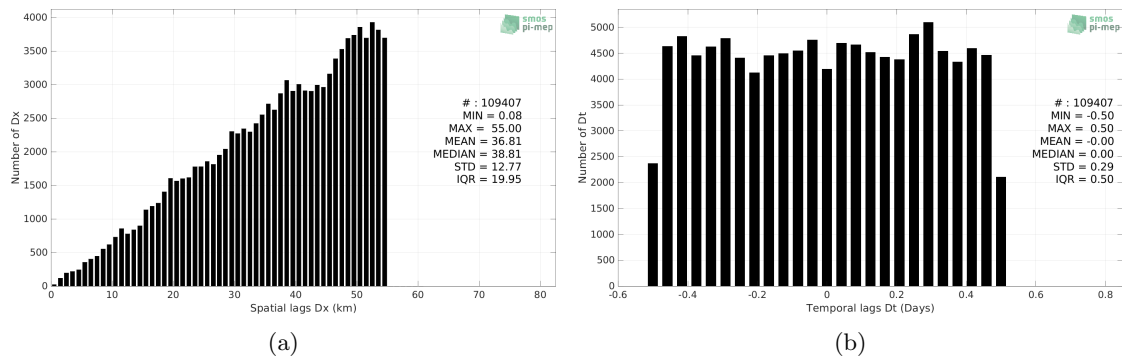 smos
pi-mep
4000
3500
3000
2500
2000
1500
1000
500
0
Number of Dx
# : 109407
MIN = 0.08
MAX = 55.00
MEAN = 36.81
MEDIAN = 38.81
STD = 12.77
IQR = 19.95
0 10 20 30 40 50 60 70 80
Spatial lags Dx (km)
(a)
smos
pi-mep
5000
4500
4000
3500
3000
2500
2000
1500
1000
500
0
Number of Dt
# : 109407
MIN = -0.50
MAX = 0.50
MEAN = -0.00
MEDIAN = 0.00
STD = 0.29
IQR = 0.50
-0.6 -0.4 -0.2 0 0.2 0.4 0.6 0.8
Temporal lags Dt (Days)
(b)